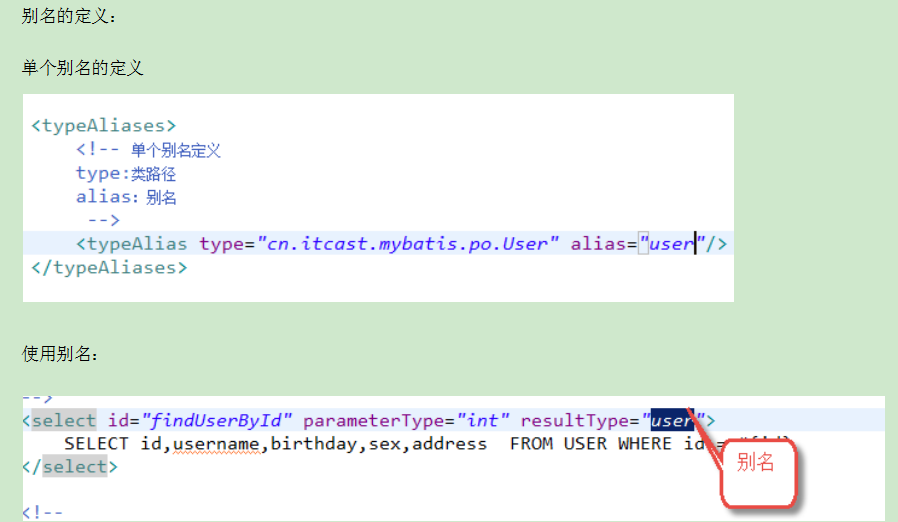 别名的定义：
单个别名的定义
<typeAliases>
<!-- 单个别名定义
type:类路径
alias：别名
-->
<typeAlias type="cn.itcast.mybatis.po.User" alias="user"/>
</typeAliases>
使用别名：
-->
<select id="findUserById" parameterType="int" resultType="user">
SELECT id,username,birthday,sex,address FROM USER WHERE id =
别名
</select>
<!--